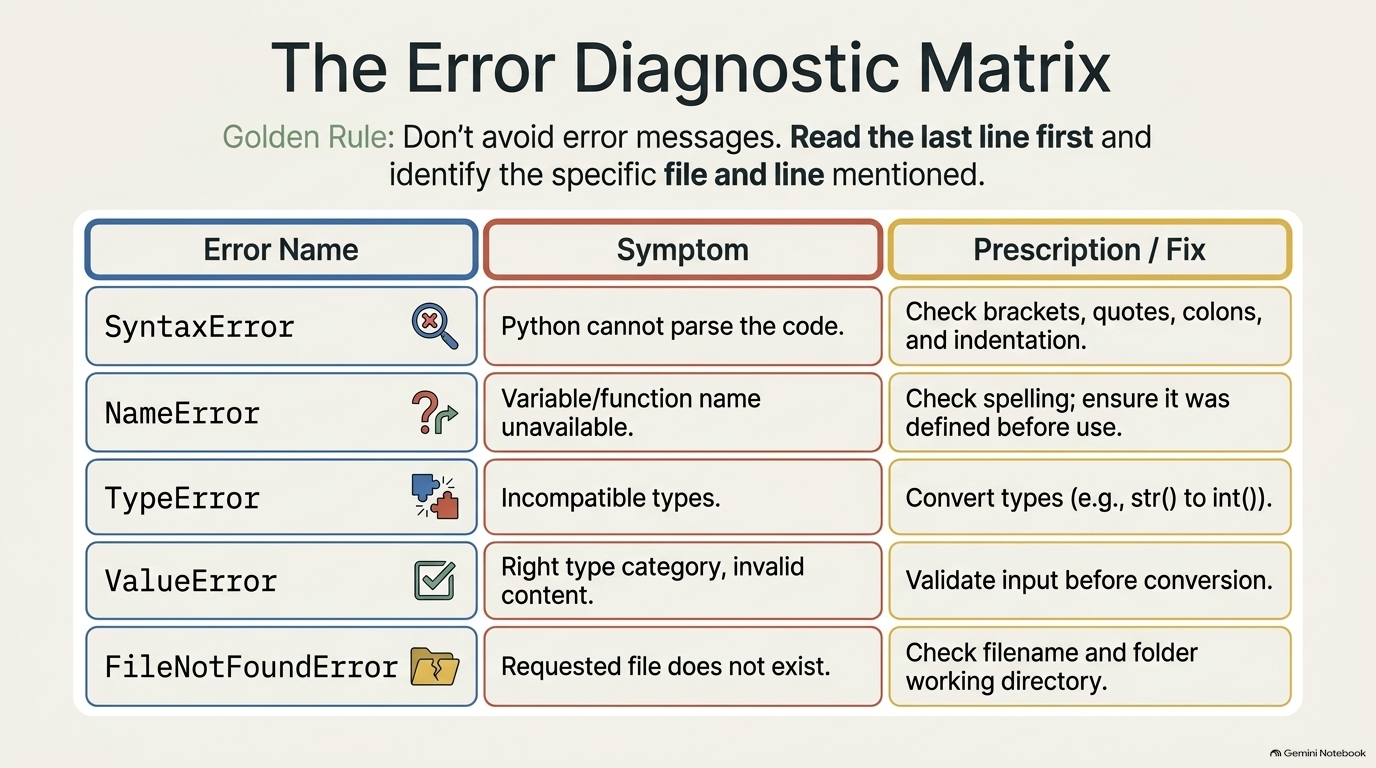 The Error Diagnostic Matrix
Golden Rule: Don't avoid error messages. Read the last line first and
identify the specific file and line mentioned.
Error Name
Symptom
Prescription / Fix
SyntaxError
Python cannot parse the code.
Check brackets, quotes, colons,
and indentation.
NameError
Variable/function name
unavailable.
Check spelling; ensure it was
defined before use.
TypeError
Incompatible types.
Convert types (e.g., str() to int()).
ValueError
Right type category, invalid
content.
Validate input before conversion.
FileNotFoundError
Requested file does not exist.
Check filename and folder
working directory.
Gemini Notebook